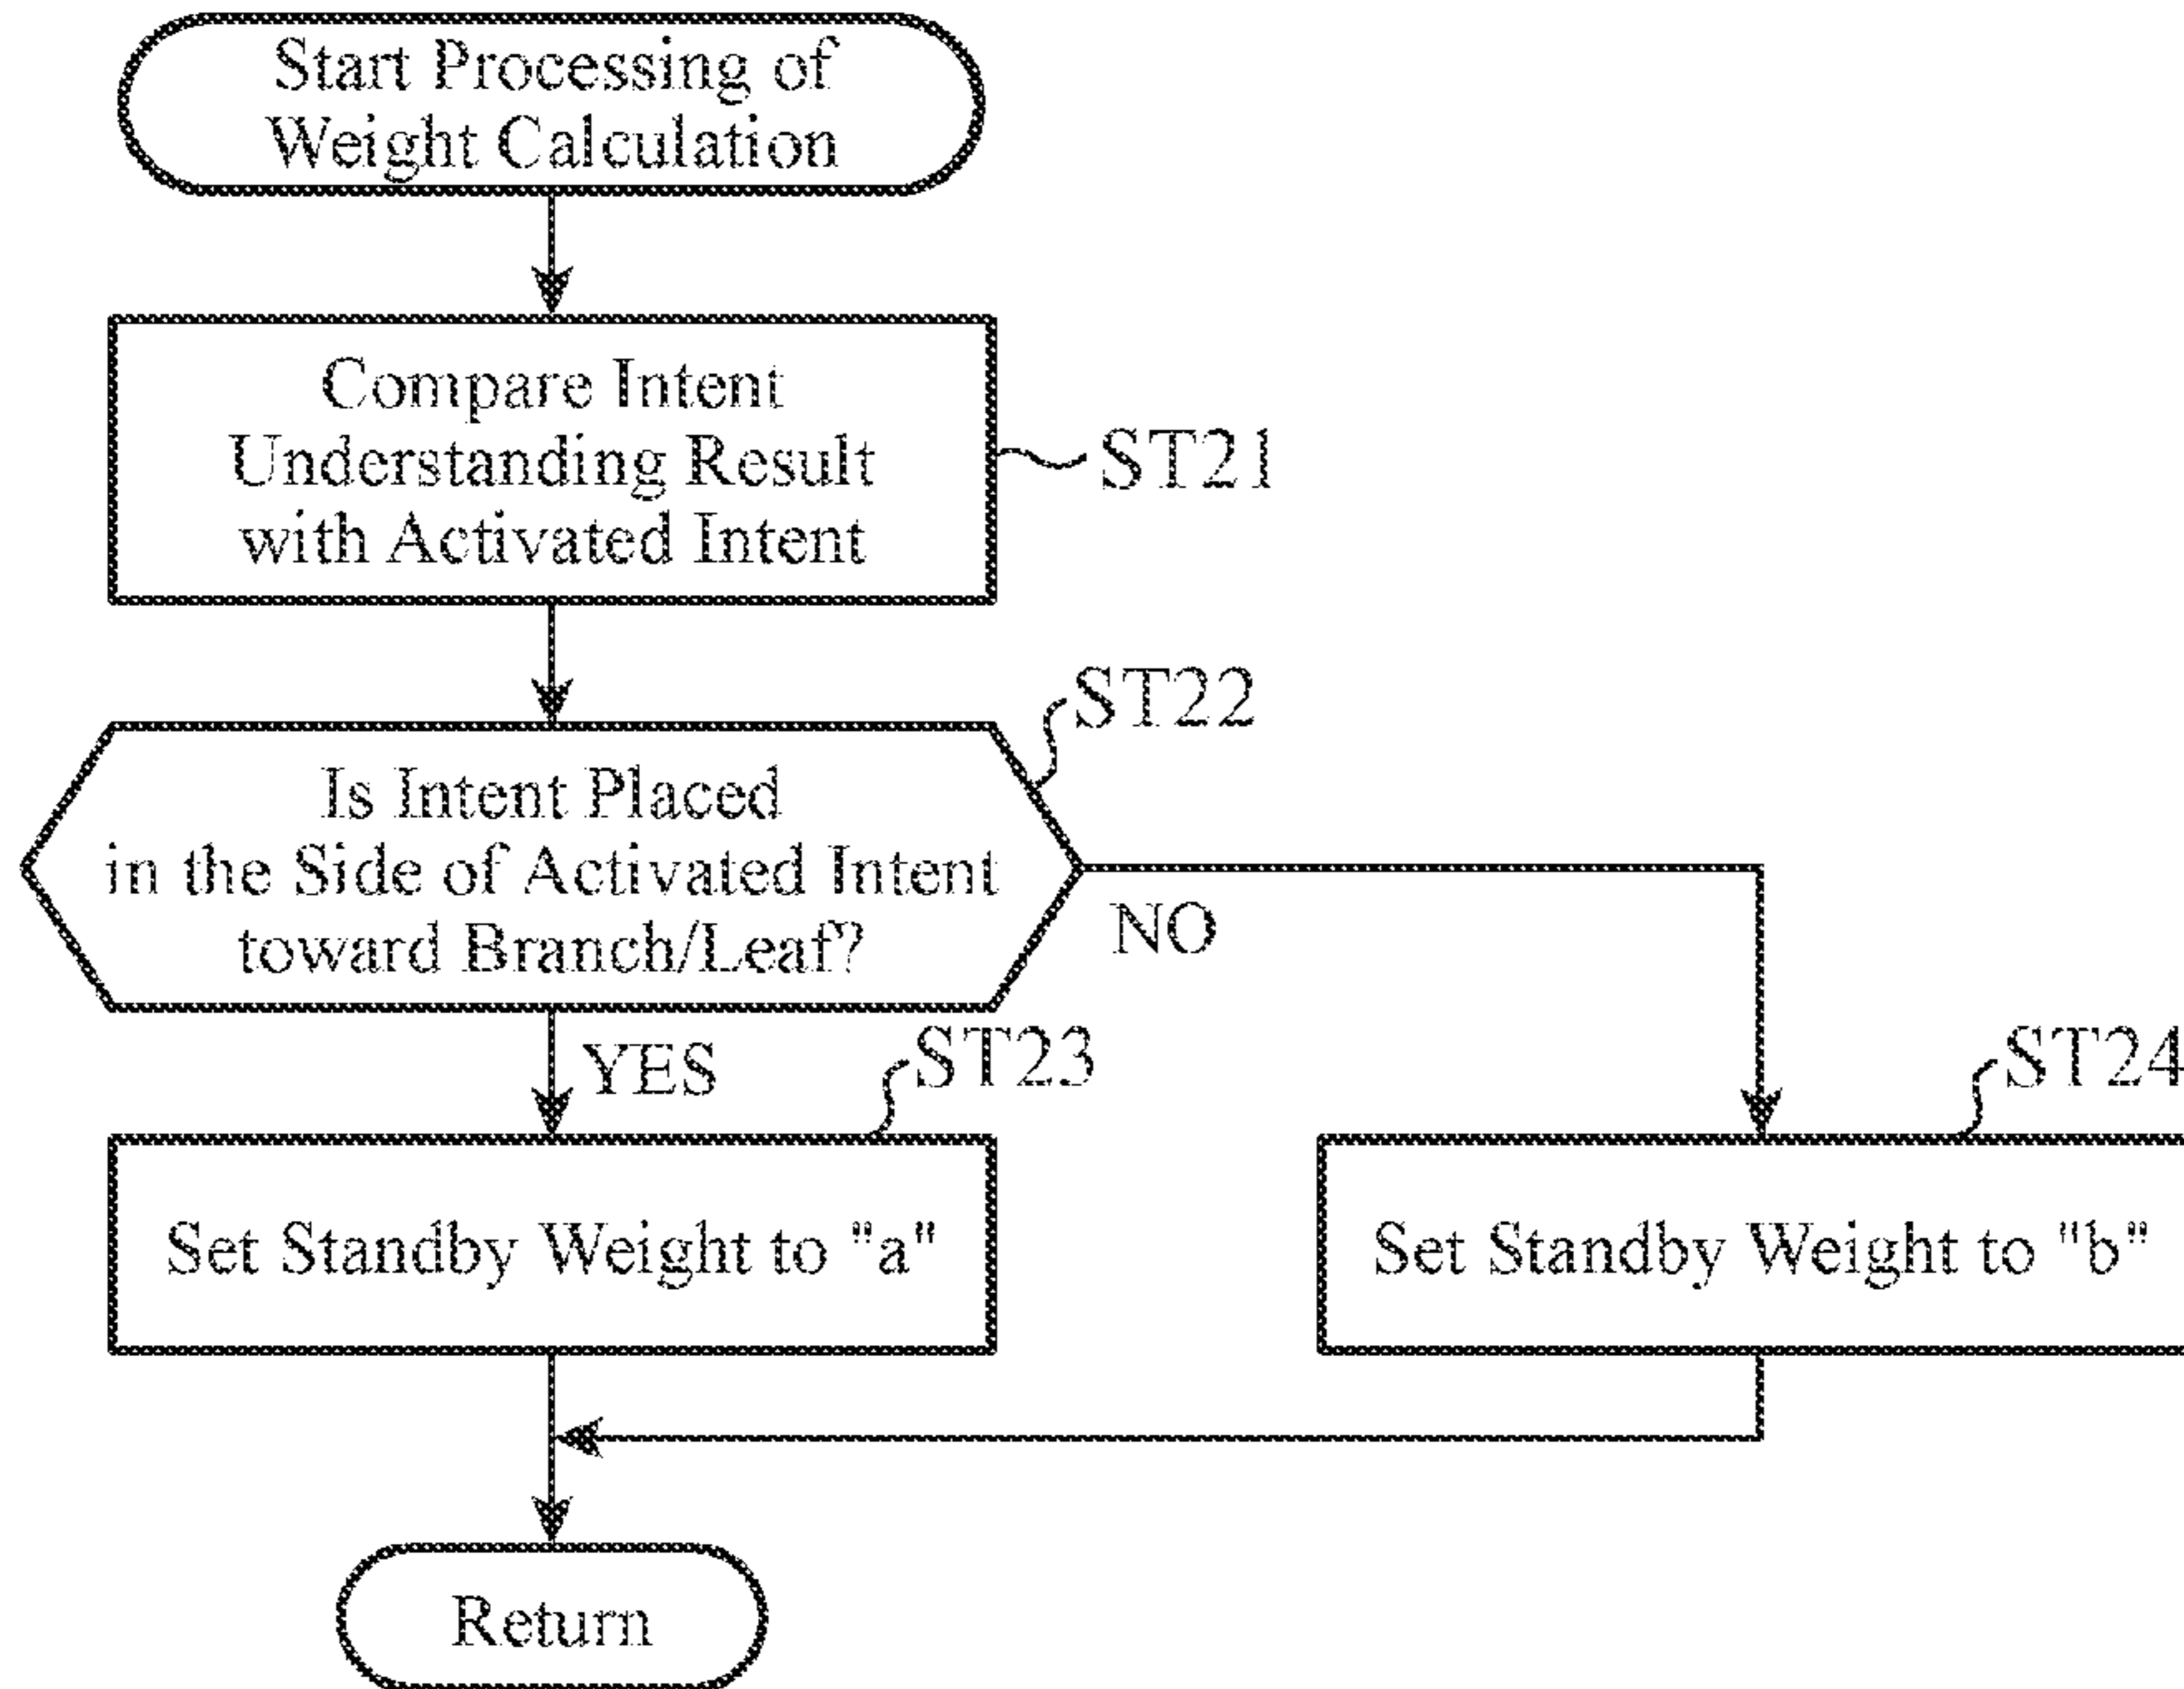 Start Processing of
Weight Calculation
Compare Intent
Understanding Result
with Activated Intent
ST21
ST22
Is Intent Placed
in the Side of Activated Intent
toward Branch/Leaf?
NO
YES
ST23
ST24
Set Standby Weight to "a"
Set Standby Weight to "b"
Return